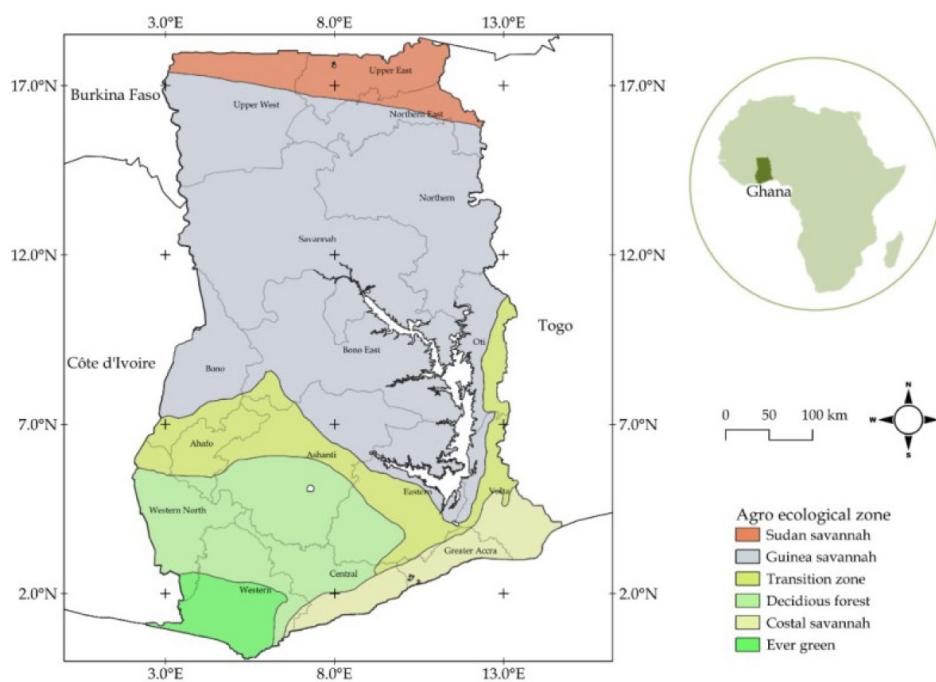 3.0°E 8.0°E 13.0°E
17.0°N 17.0°N
Burkina Faso
Upper East
Upper West
Northern East
Northern
Ghana
Savannah
12.0°N 12.0°N
Togo
Oti
Bono East
Côte d'Ivoire
Bono
7.0°N 7.0°N
0 50 100 km
N
W
S
Ahafo
Ashanti
Eastern
Volta
Western North
Greater Accra
Central
Western
2.0°N 2.0°N
3.0°E 8.0°E 13.0°E
Agro ecological zone
Sudan savannah
Guinea savannah
Transition zone
Decidious forest
Costal savannah
Ever green